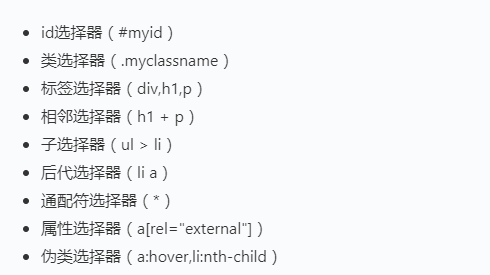 id选择器（#myid）
类选择器（.myclassname）
标签选择器（div,h1,p）
相邻选择器（h1 + p）
子选择器（ul > li）
后代选择器（li a）
通配符选择器（*）
属性选择器（a[rel="external"]）
伪类选择器（a:hover,li:nth-child）